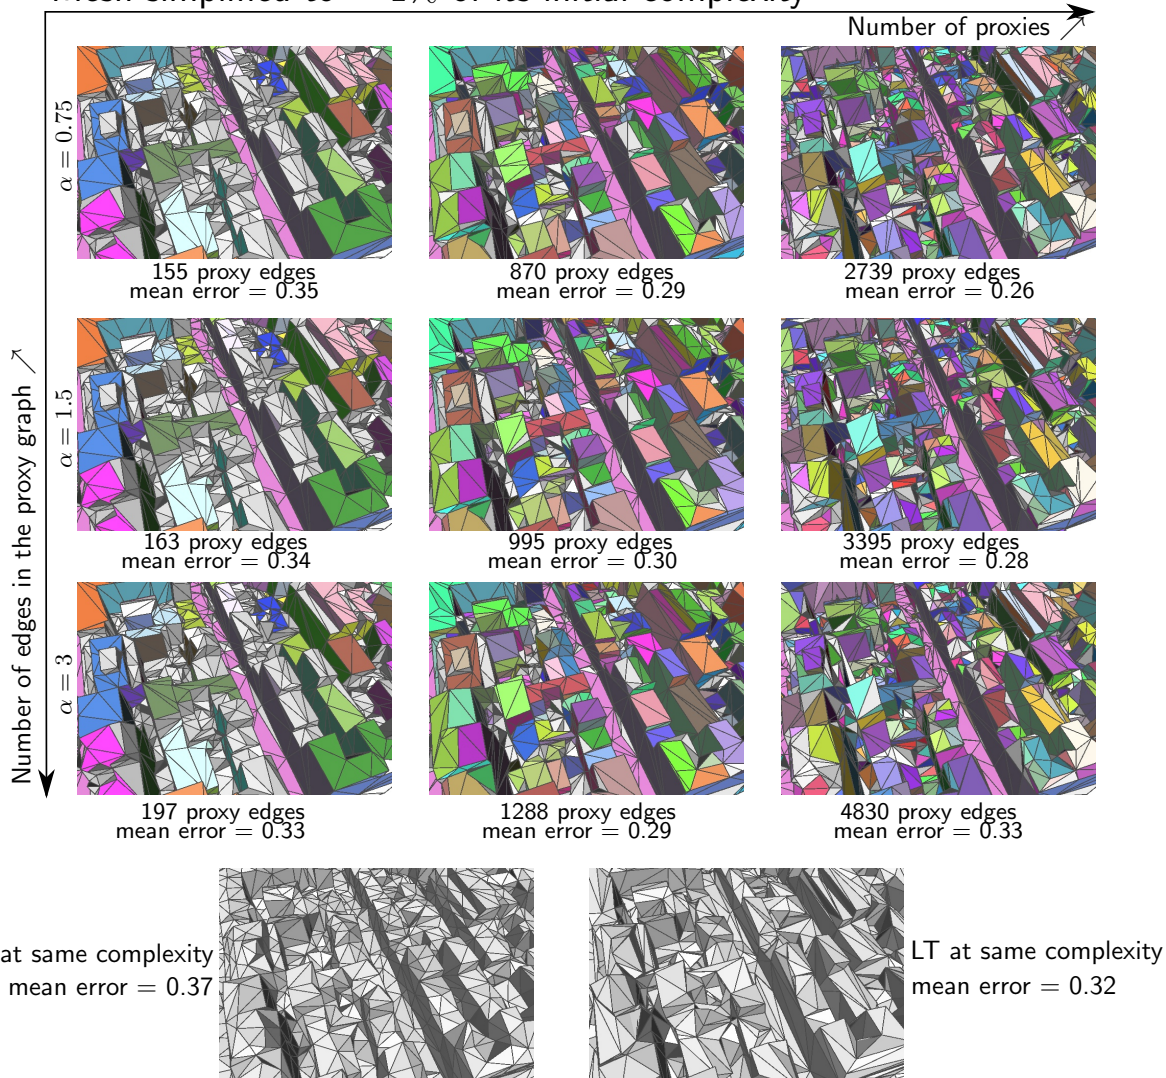 Number of proxies ↗
α = 0.75
155 proxy edges
mean error = 0.35
870 proxy edges
mean error = 0.29
2739 proxy edges
mean error = 0.26
Number of edges in the proxy graph ↗
α = 1.5
163 proxy edges
mean error = 0.34
995 proxy edges
mean error = 0.30
3395 proxy edges
mean error = 0.28
α = 3
197 proxy edges
mean error = 0.33
1288 proxy edges
mean error = 0.29
4830 proxy edges
mean error = 0.33
at same complexity
mean error = 0.37
LT at same complexity
mean error = 0.32